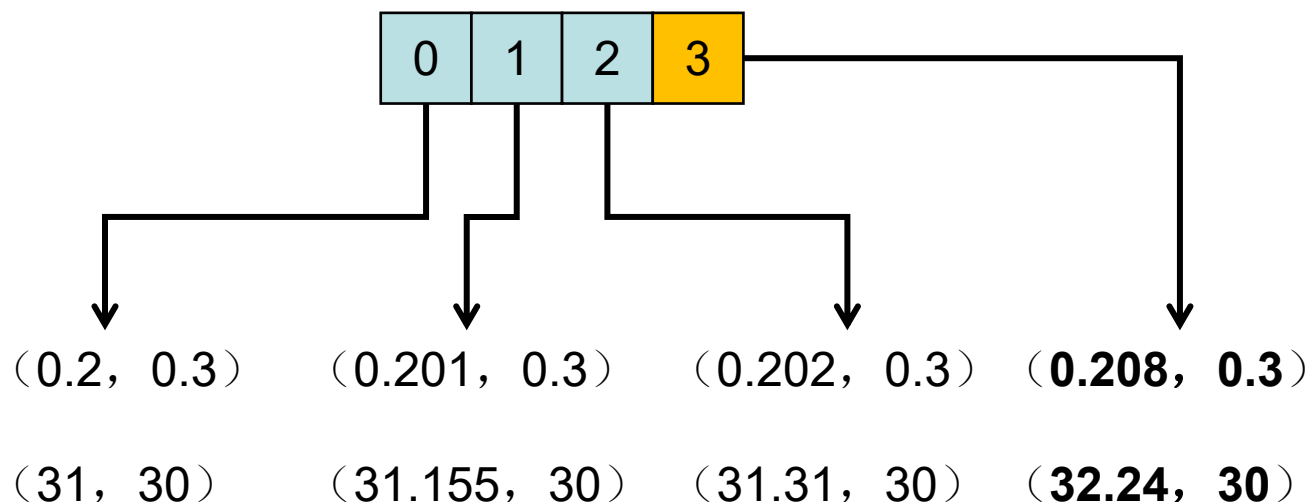 0 1 2 3
（0.2，0.3） （0.201，0.3） （0.202，0.3） （0.208，0.3）
（31，30） （31.155，30） （31.31，30） （32.24，30）